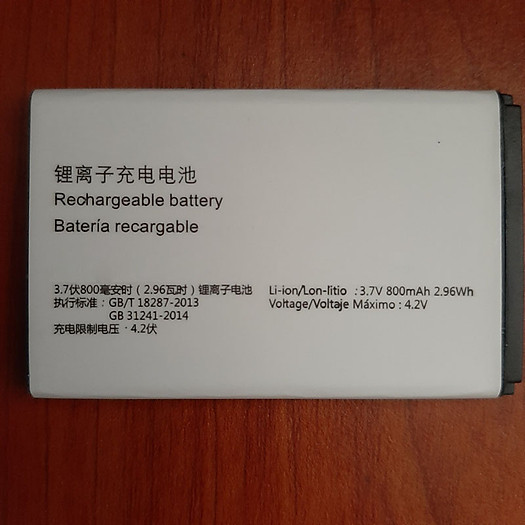 锂离子充电电池
Rechargeable battery
Batería recargable
3.7伏800毫安时（2.96瓦时）锂离子电池
执行标准：GB/T 18287-2013
GB 31241-2014
充电限制电压：4.2伏
Li-ion/Lon-litio :3,7V 800mAh 2.96Wh
Voltage/Voltaje Máximo : 4.2V